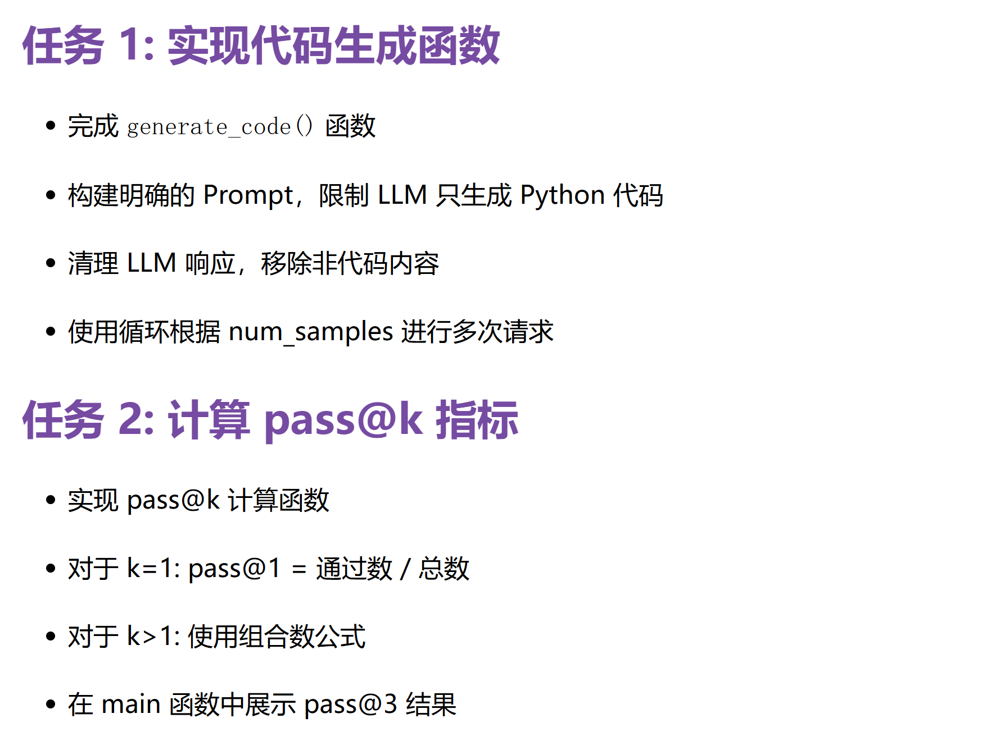 任务 1: 实现代码生成函数
• 完成 generate_code() 函数
• 构建明确的 Prompt，限制 LLM 只生成 Python 代码
• 清理 LLM 响应，移除非代码内容
• 使用循环根据 num_samples 进行多次请求
任务 2: 计算 pass@k 指标
• 实现 pass@k 计算函数
• 对于 k=1: pass@1 = 通过数 / 总数
• 对于 k>1: 使用组合数公式
• 在 main 函数中展示 pass@3 结果